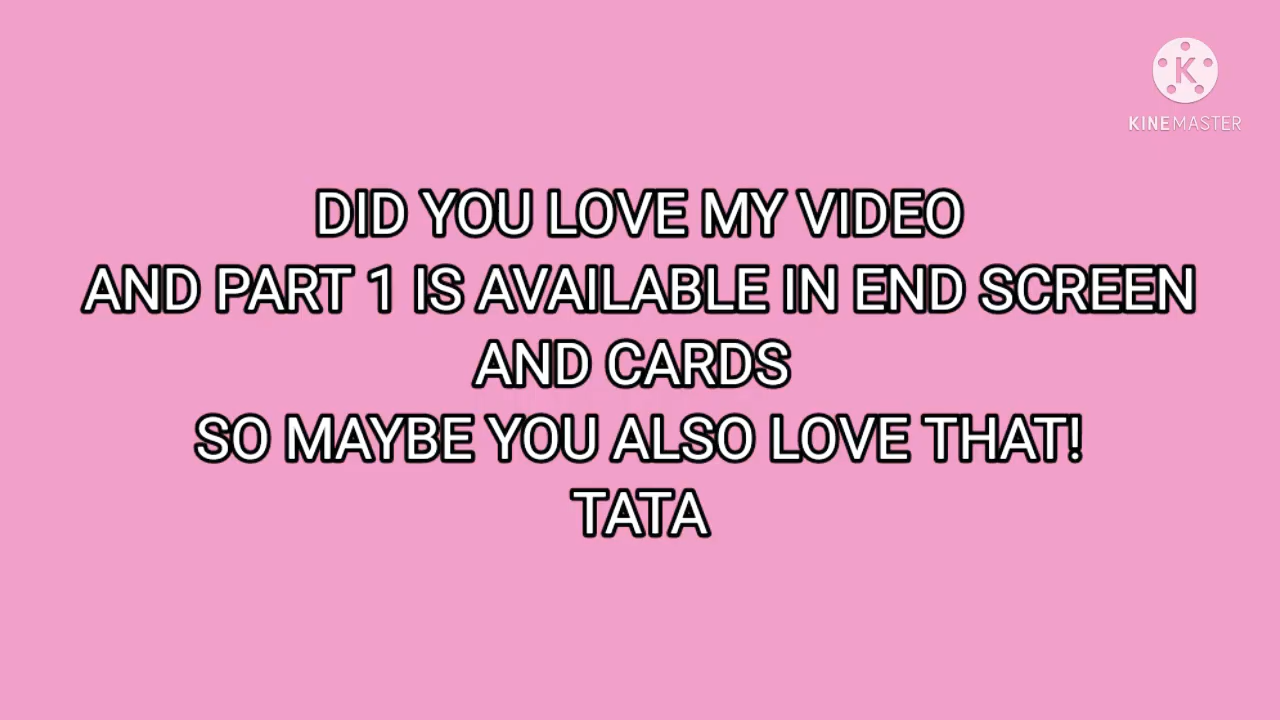 K
KINEMASTER
DID YOU LOVE MY VIDEO
AND PART 1 IS AVAILABLE IN END SCREEN
AND CARDS
SO MAYBE YOU ALSO LOVE THAT!
TATA